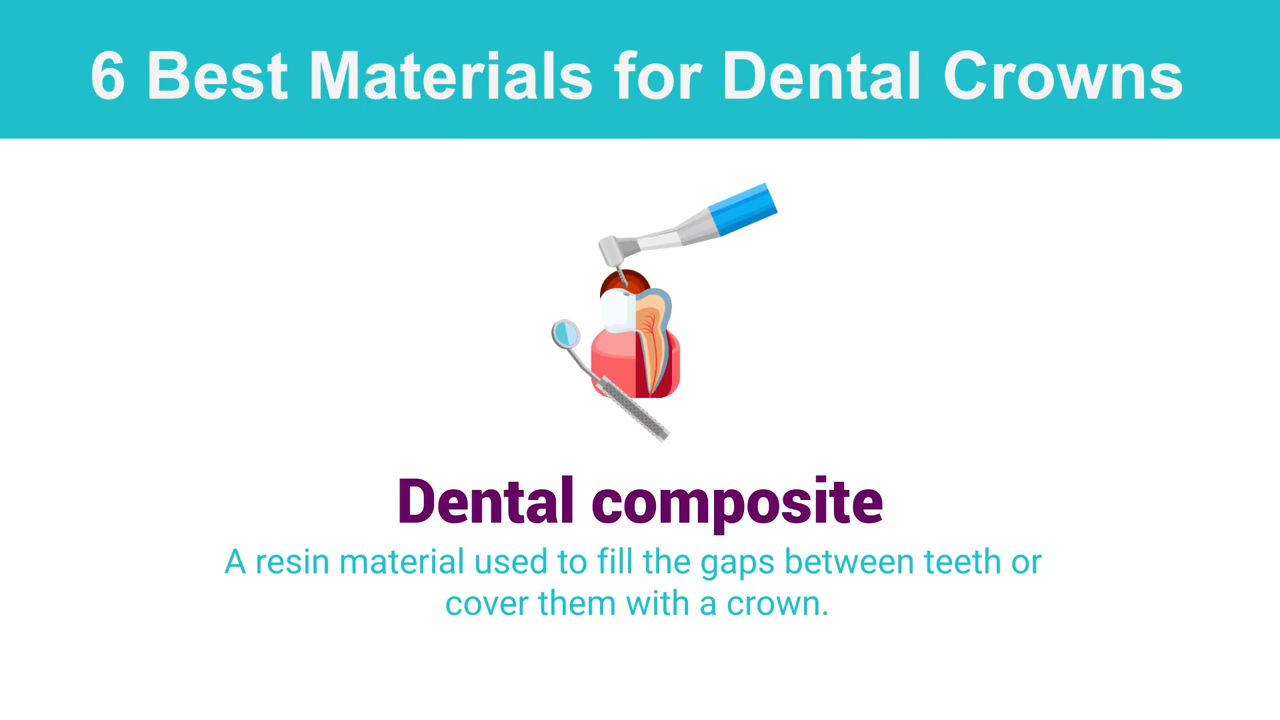 6 Best Materials for Dental Crowns
Dental composite
A resin material used to fill the gaps between teeth or
cover them with a crown.